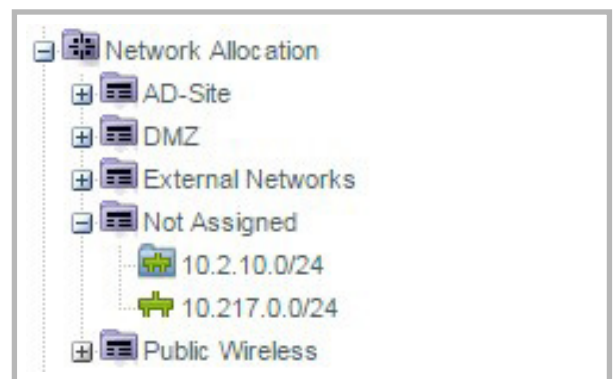 Network Allocation
AD-Site
DMZ
External Networks
Not Assigned
10.2.10.0/24
10.217.0.0/24
Public Wireless